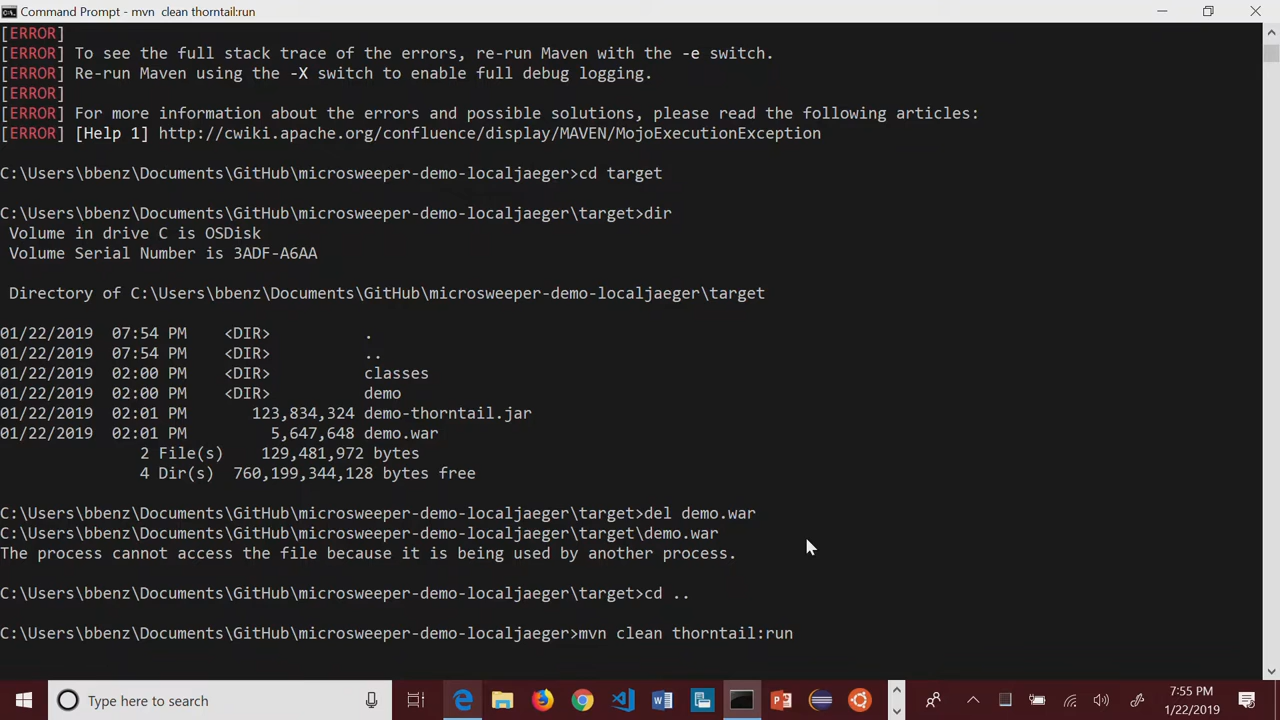 Command Prompt - mvn  clean thorntail:run
[ERROR]
[ERROR] To see the full stack trace of the errors, re-run Maven with the -e switch.
[ERROR] Re-run Maven using the -X switch to enable full debug logging.
[ERROR]
[ERROR] For more information about the errors and possible solutions, please read the following articles:
[ERROR] [Help 1] http://cwiki.apache.org/confluence/display/MAVEN/MojoExecutionException
C:\Users\bbenz\Documents\GitHub\microsweeper-demo-localjaeger>cd target
C:\Users\bbenz\Documents\GitHub\microsweeper-demo-localjaeger\target>dir
 Volume in drive C is OSDisk
 Volume Serial Number is 3ADF-A6AA
 Directory of C:\Users\bbenz\Documents\GitHub\microsweeper-demo-localjaeger\target
01/22/2019  07:54 PM    <DIR>          .
01/22/2019  07:54 PM    <DIR>          ..
01/22/2019  02:00 PM    <DIR>          classes
01/22/2019  02:00 PM    <DIR>          demo
01/22/2019  02:01 PM       123,834,324 demo-thorntail.jar
01/22/2019  02:01 PM         5,647,648 demo.war
               2 File(s)    129,481,972 bytes
               4 Dir(s)  760,199,344,128 bytes free
C:\Users\bbenz\Documents\GitHub\microsweeper-demo-localjaeger\target>del demo.war
C:\Users\bbenz\Documents\GitHub\microsweeper-demo-localjaeger\target\demo.war
The process cannot access the file because it is being used by another process.
C:\Users\bbenz\Documents\GitHub\microsweeper-demo-localjaeger\target>cd ..
C:\Users\bbenz\Documents\GitHub\microsweeper-demo-localjaeger>mvn clean thorntail:run
Type here to search
7:55 PM
1/22/2019